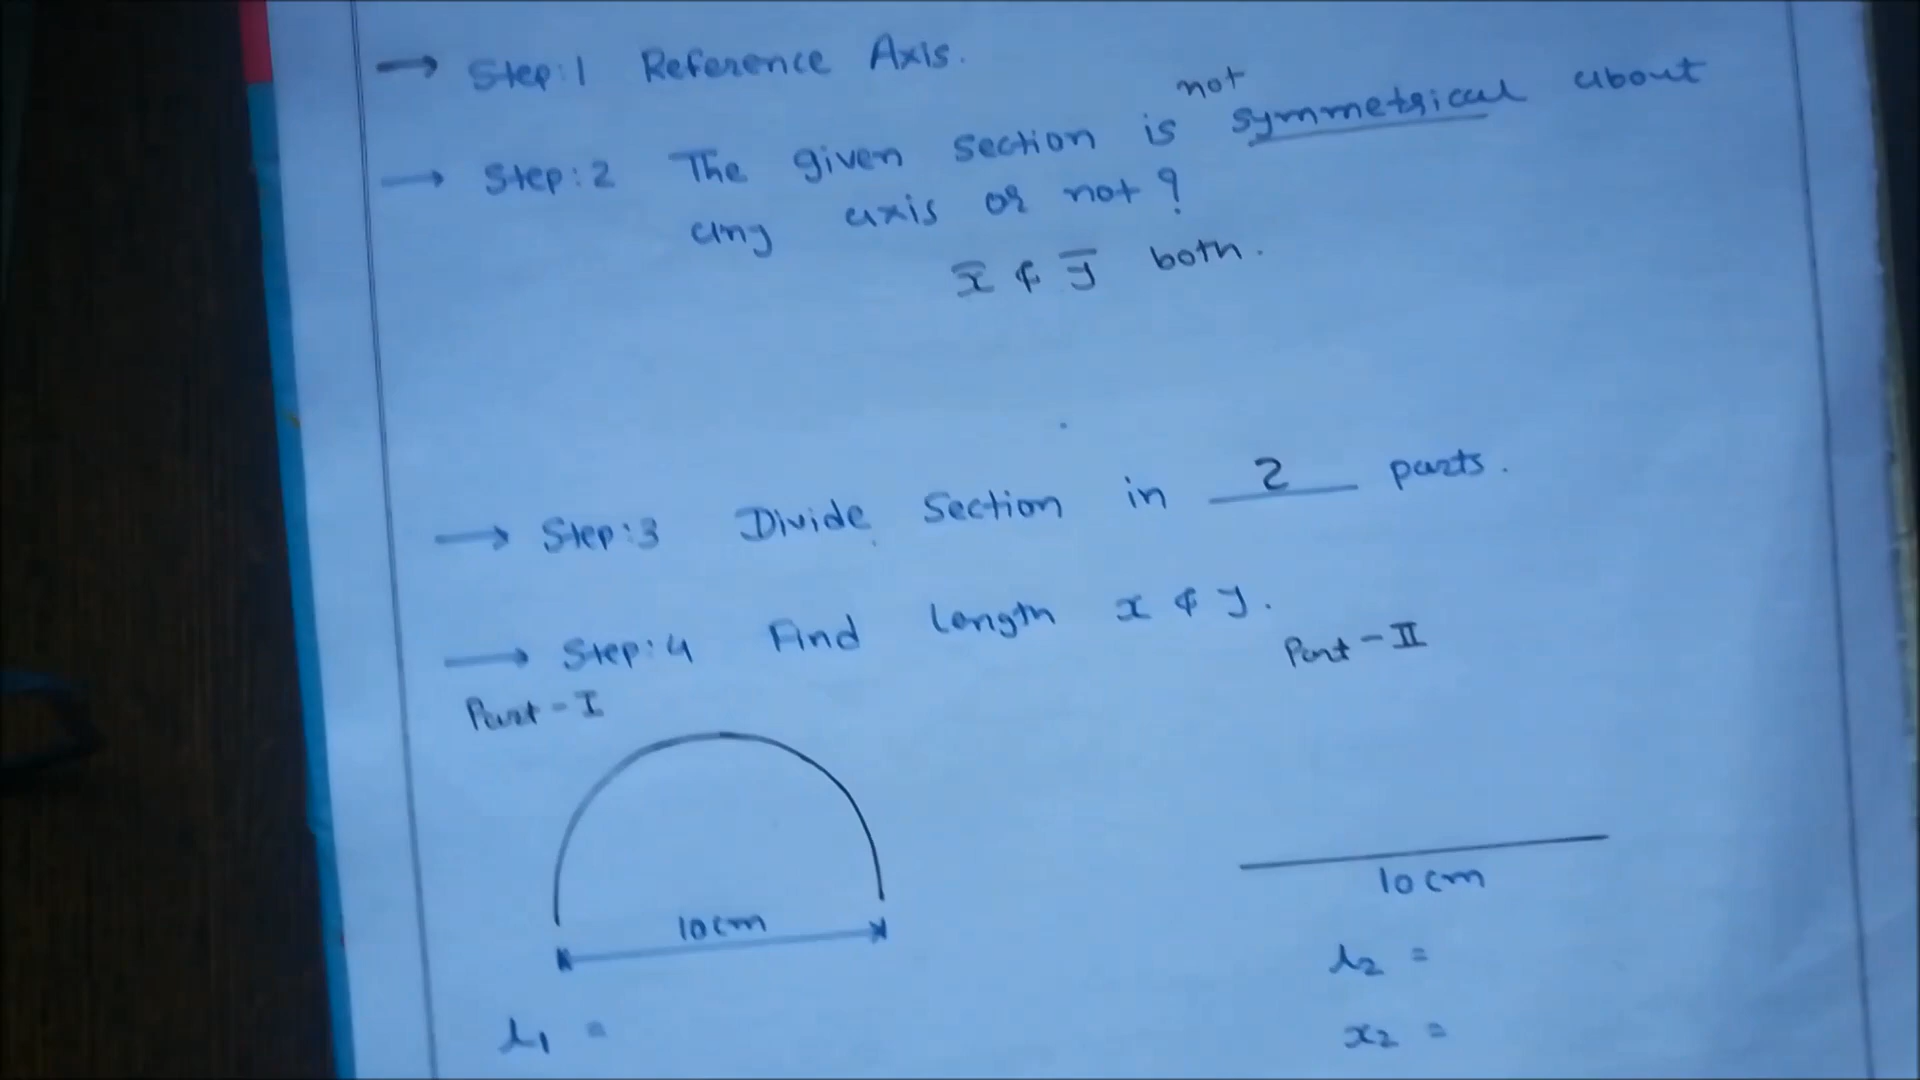 → Step:1 Reference Axis.
→ Step:2 The given section is not symmetrical about
any axis or not?
x̄ & ȳ both.
→ Step:3 Divide Section in 2 parts.
→ Step:4 Find length x & y.
Part-I
Part-II
10cm
10cm
l1 =
l2 =
x2 =